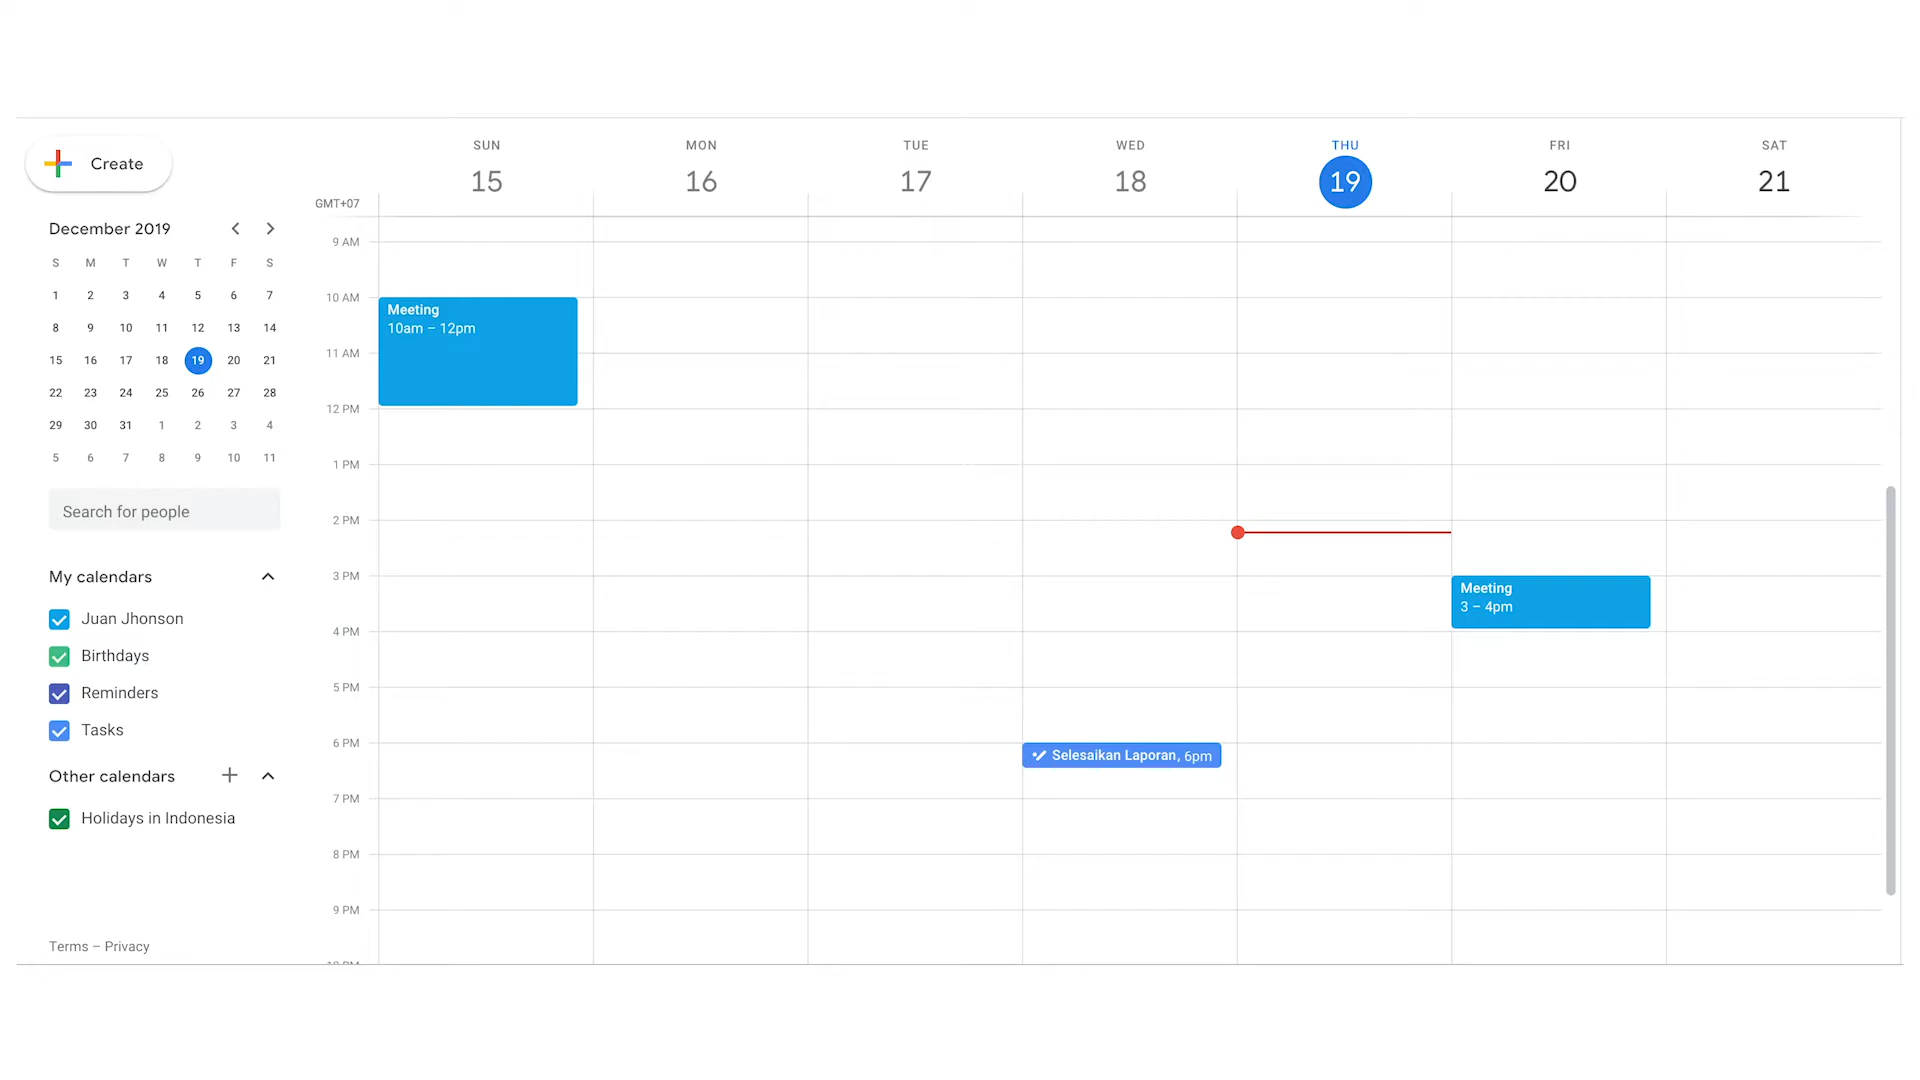 Create
December 2019
S M T W T F S
1 2 3 4 5 6 7
8 9 10 11 12 13 14
15 16 17 18 19 20 21
22 23 24 25 26 27 28
29 30 31 1 2 3 4
5 6 7 8 9 10 11
Search for people
My calendars
Juan Jhonson
Birthdays
Reminders
Tasks
Other calendars
Holidays in Indonesia
Terms – Privacy
SUN MON TUE WED THU FRI SAT
15 16 17 18 19 20 21
GMT+07
9 AM
10 AM
Meeting
10am – 12pm
11 AM
12 PM
1 PM
2 PM
3 PM
Meeting
3 – 4pm
4 PM
5 PM
6 PM
Selesaikan Laporan, 6pm
7 PM
8 PM
9 PM